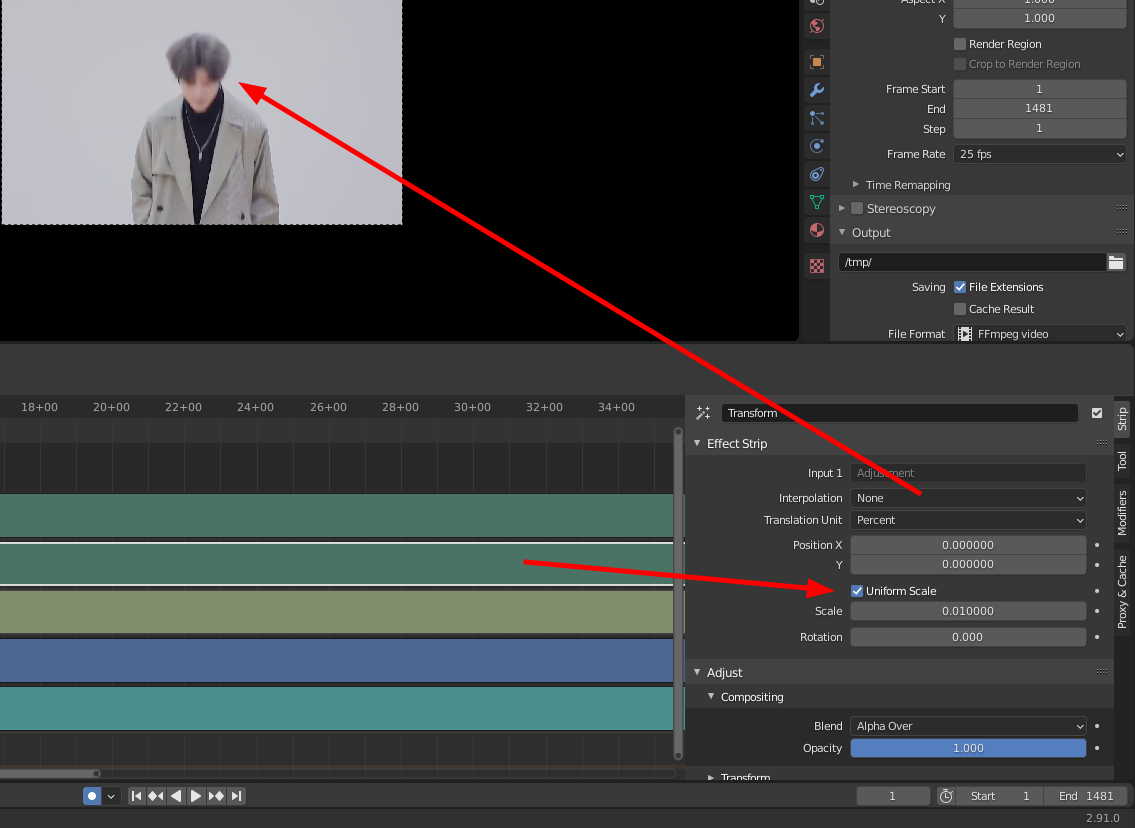 Aspect X 1.000
Y 1.000
Render Region
Crop to Render Region
Frame Start 1
End 1481
Step 1
Frame Rate 25 fps
Time Remapping
Stereoscopy
Output
/tmp/
Saving File Extensions
Cache Result
File Format FFmpeg video
18+00 20+00 22+00 24+00 26+00 28+00 30+00 32+00 34+00
Transform
Effect Strip
Input 1 Adjustment
Interpolation None
Translation Unit Percent
Position X 0.000000
Y 0.000000
Uniform Scale
Scale 0.010000
Rotation 0.000
Adjust
Compositing
Blend Alpha Over
Opacity 1.000
Transform
Strip
Tool
Modifiers
Proxy & Cache
1 Start 1 End 1481
2.91.0